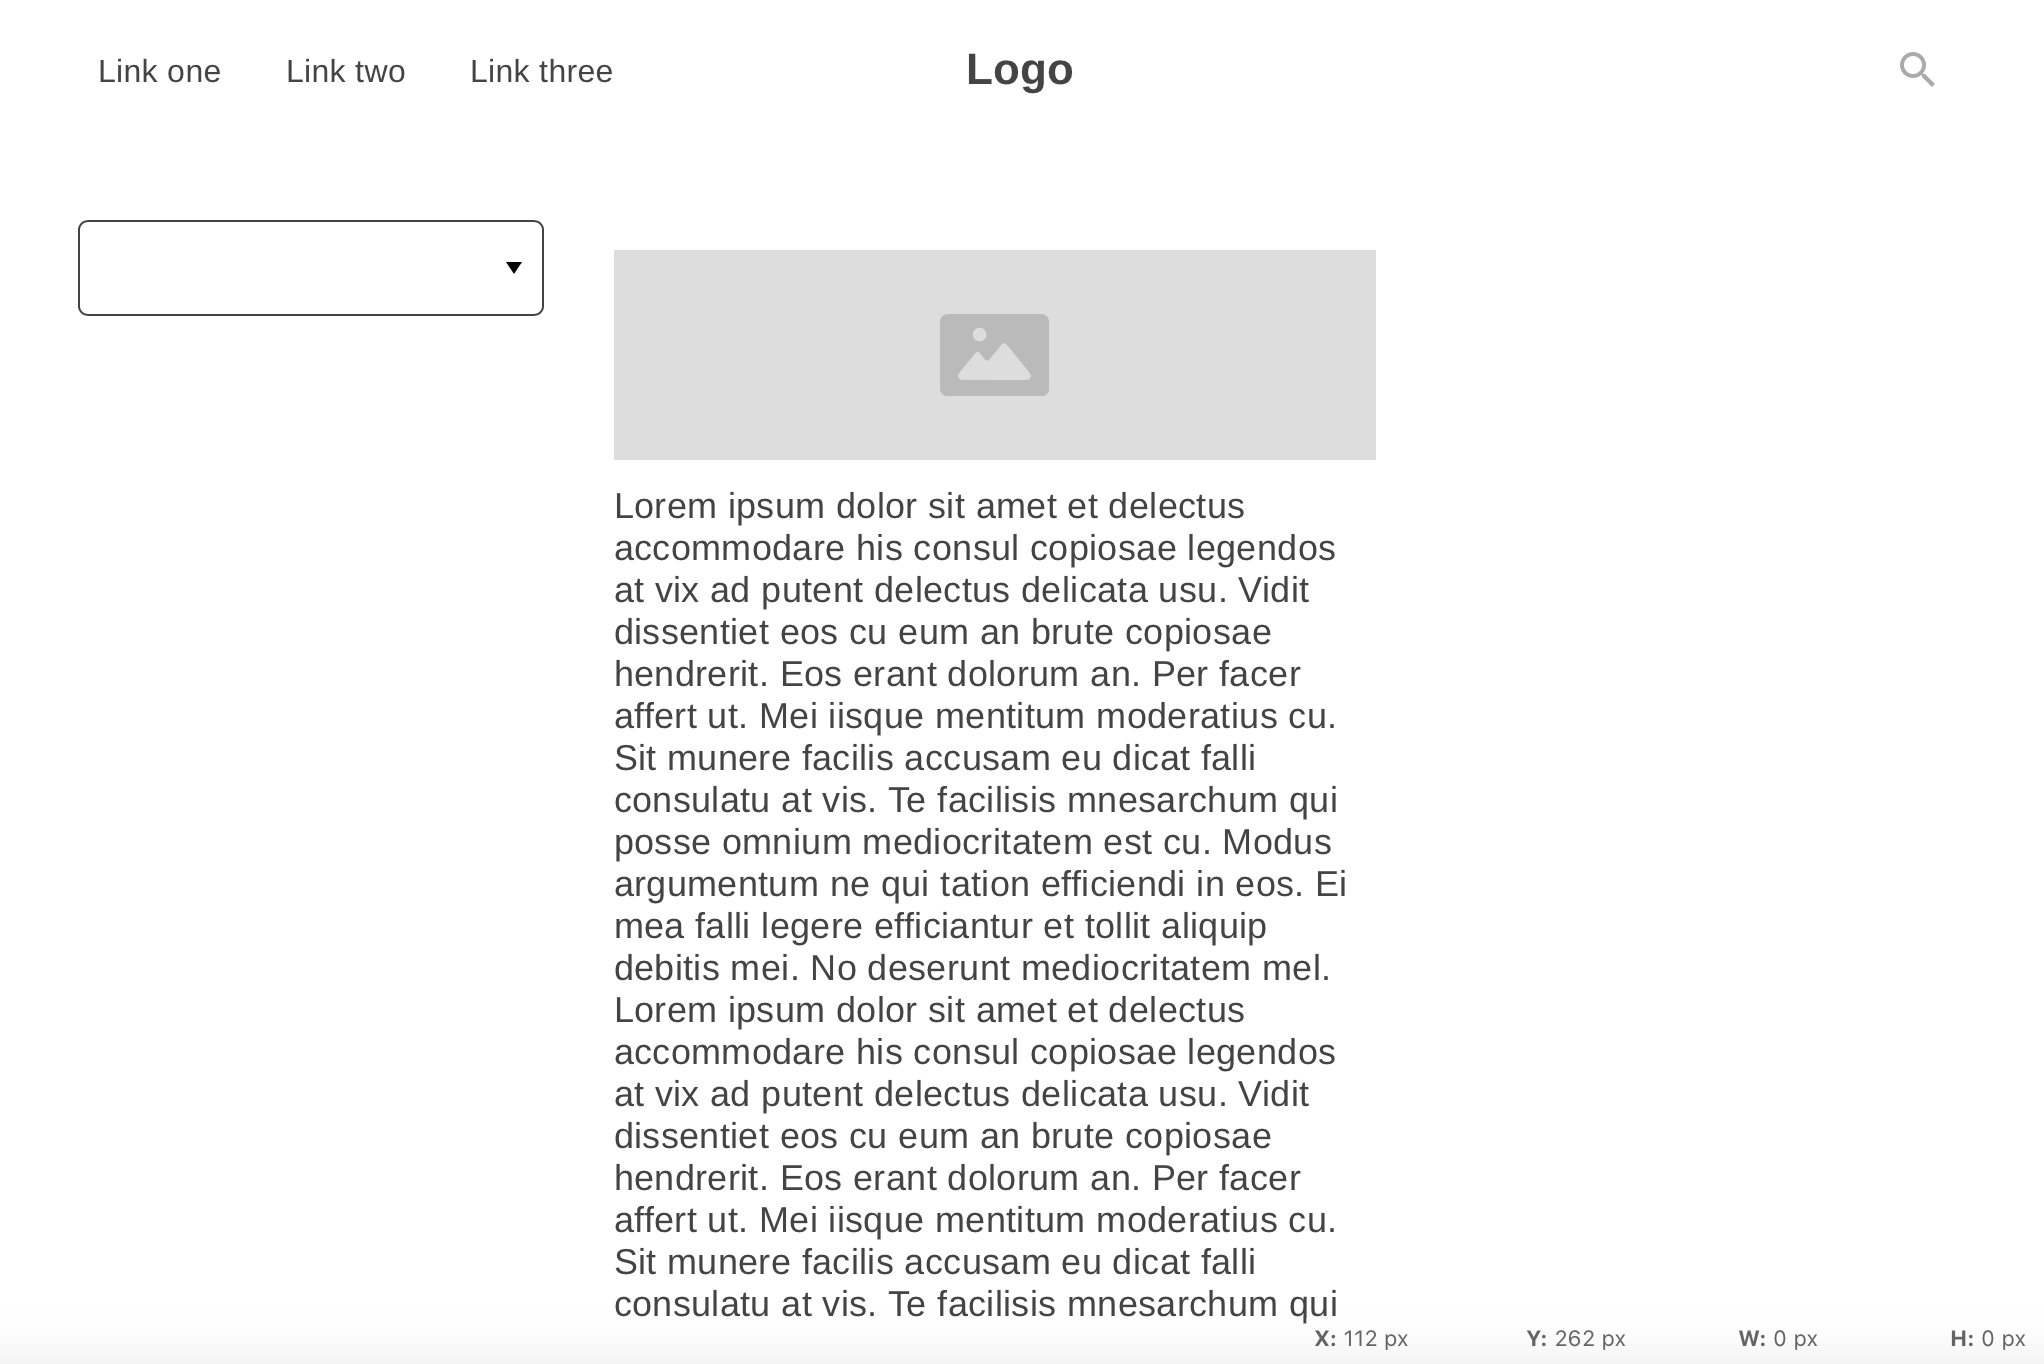 Link one Link two Link three Logo
Lorem ipsum dolor sit amet et delectus
accommodare his consul copiosae legendos
at vix ad putent delectus delicata usu. Vidit
dissentiet eos cu eum an brute copiosae
hendrerit. Eos erant dolorum an. Per facer
affert ut. Mei iisque mentitum moderatius cu.
Sit munere facilis accusam eu dicat falli
consulatu at vis. Te facilisis mnesarchum qui
posse omnium mediocritatem est cu. Modus
argumentum ne qui tation efficiendi in eos. Ei
mea falli legere efficiantur et tollit aliquip
debitis mei. No deserunt mediocritatem mel.
Lorem ipsum dolor sit amet et delectus
accommodare his consul copiosae legendos
at vix ad putent delectus delicata usu. Vidit
dissentiet eos cu eum an brute copiosae
hendrerit. Eos erant dolorum an. Per facer
affert ut. Mei iisque mentitum moderatius cu.
Sit munere facilis accusam eu dicat falli
consulatu at vis. Te facilisis mnesarchum qui
X: 112 px Y: 262 px W: 0 px H: 0 px